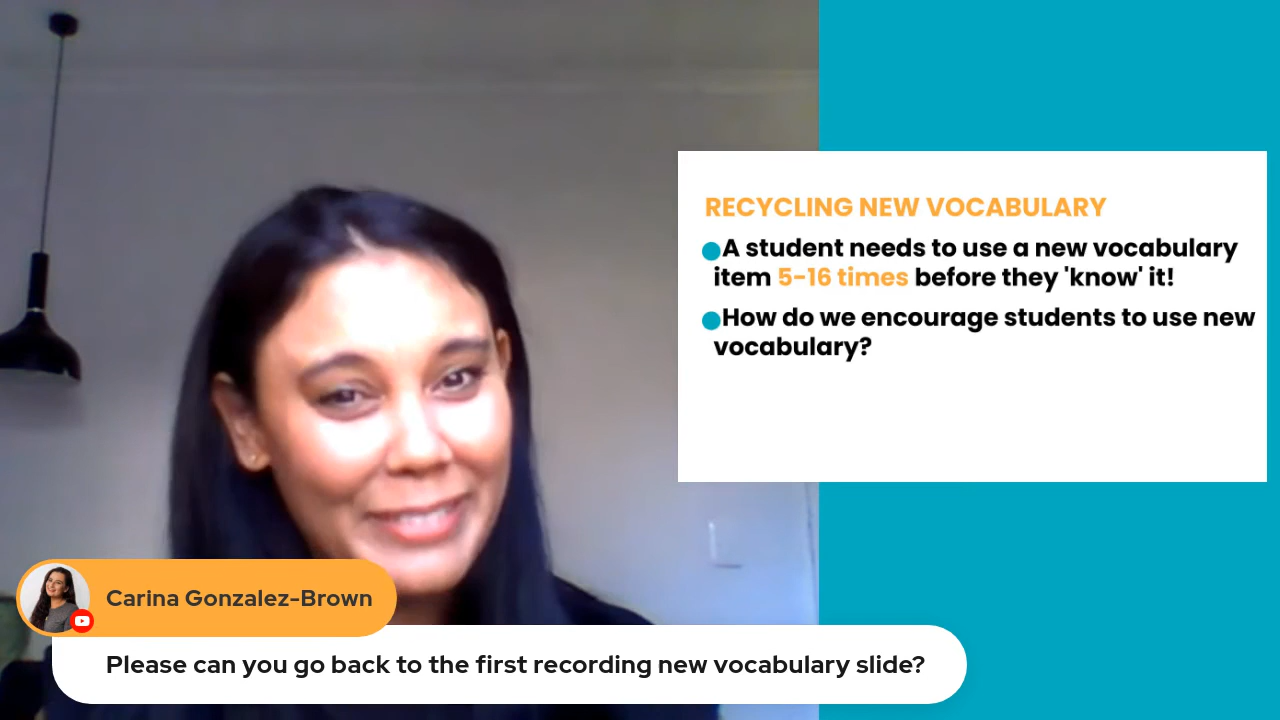 RECYCLING NEW VOCABULARY
A student needs to use a new vocabulary
item 5-16 times before they 'know' it!
How do we encourage students to use new
vocabulary?
Carina Gonzalez-Brown
Please can you go back to the first recording new vocabulary slide?